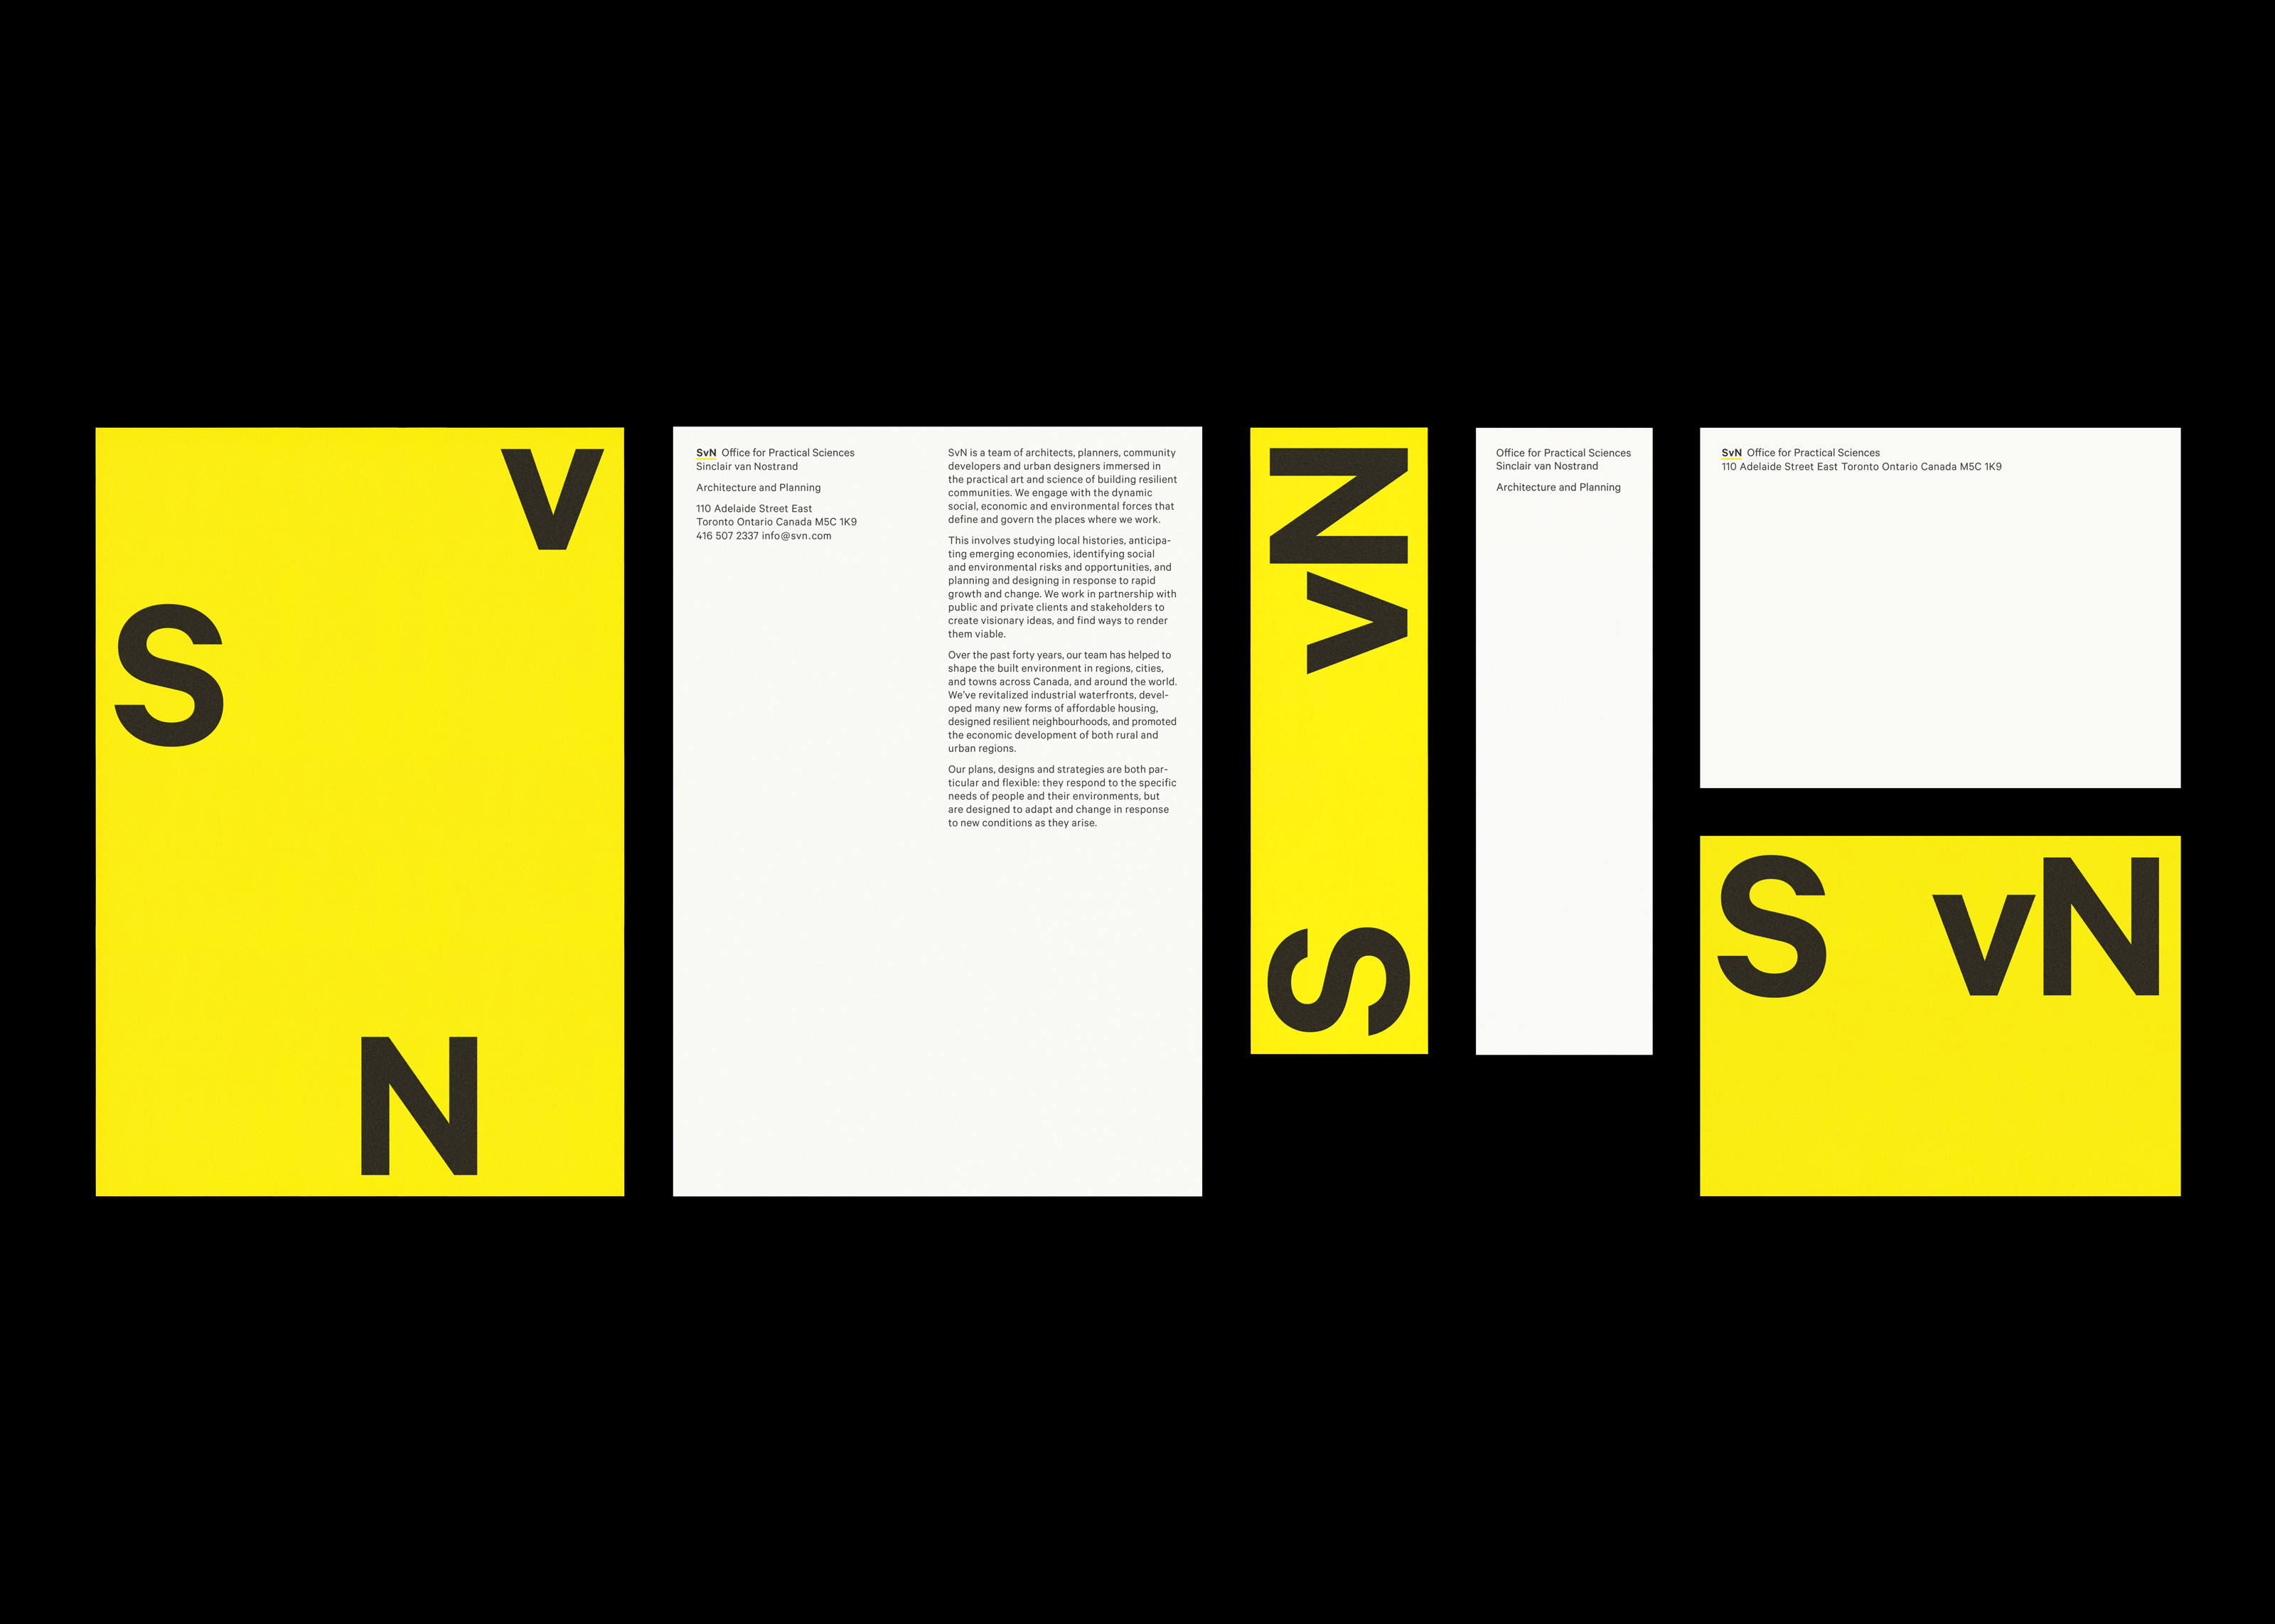 v
S
N
SvN Office for Practical Sciences
Sinclair van Nostrand
Architecture and Planning
110 Adelaide Street East
Toronto Ontario Canada M5C 1K9
416 507 2337 info@svn.com
SvN is a team of architects, planners, community
developers and urban designers immersed in
the practical art and science of building resilient
communities. We engage with the dynamic
social, economic and environmental forces that
define and govern the places where we work.
This involves studying local histories, anticipa-
ting emerging economies, identifying social
and environmental risks and opportunities, and
planning and designing in response to rapid
growth and change. We work in partnership with
public and private clients and stakeholders to
create visionary ideas, and find ways to render
them viable.
Over the past forty years, our team has helped to
shape the built environment in regions, cities,
and towns across Canada, and around the world.
We've revitalized industrial waterfronts, devel-
oped many new forms of affordable housing,
designed resilient neighbourhoods, and promoted
the economic development of both rural and
urban regions.
Our plans, designs and strategies are both par-
ticular and flexible: they respond to the specific
needs of people and their environments, but
are designed to adapt and change in response
to new conditions as they arise.
S vN
Office for Practical Sciences
Sinclair van Nostrand
Architecture and Planning
SvN Office for Practical Sciences
110 Adelaide Street East Toronto Ontario Canada M5C 1K9
S vN